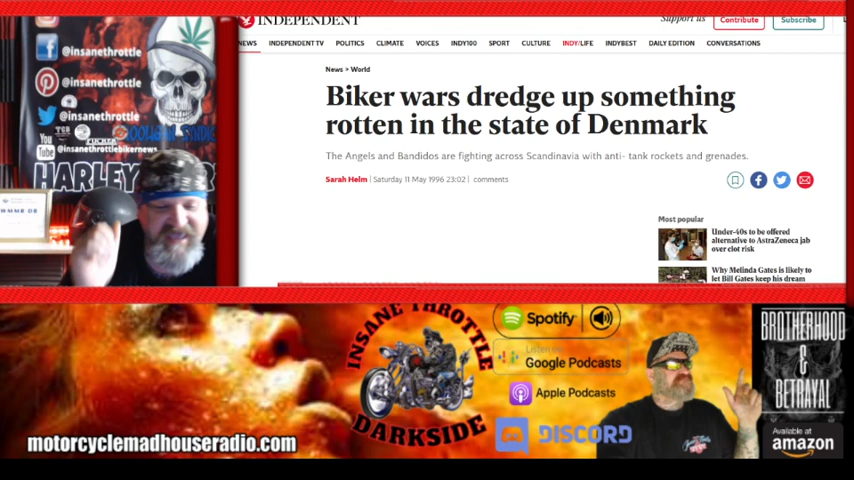 INDEPENDENT
Support us
Contribute
Subscribe
NEWS INDEPENDENT TV POLITICS CLIMATE VOICES INDY100 SPORT CULTURE INDY/LIFE INDYBEST DAILY EDITION CONVERSATIONS
News > World
Biker wars dredge up something
rotten in the state of Denmark
The Angels and Bandidos are fighting across Scandinavia with anti- tank rockets and grenades.
Sarah Helm | Saturday 11 May 1996 23:02 | comments
Most popular
Under-40s to be offered
alternative to AstraZeneca jab
over clot risk
Why Melinda Gates is likely to
let Bill Gates keep his dream
@insanethrottle
@insanethrottle
@insanethrottle
You
Tube
@insanethrottlebikernews
HARLEY
INSANE THROTTLE
DARKSIDE
motorcyclemadhouseradio.com
Spotify
Listen on
Google Podcasts
Apple Podcasts
DISCORD
BROTHERHOOD
&
BETRAYAL
Available at
amazon